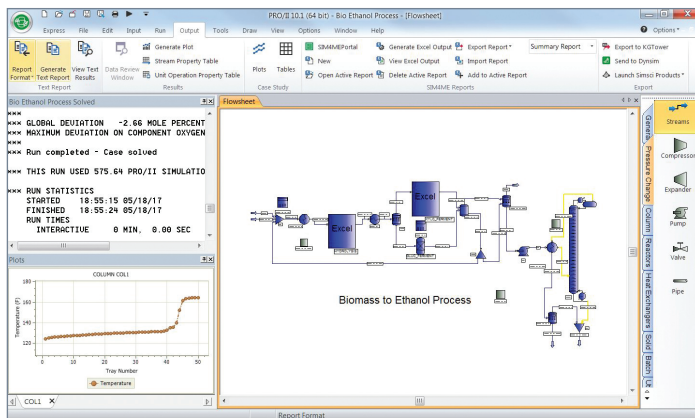 PRO/II 10.1 (64 bit) - Bio Ethanol Process - [Flowsheet]
Express File Edit Input Run Output Tools Draw View Options Window Help Options
Report Format
Generate Text Report
View Text Results
Text Report
Data Review Window
Generate Plot
Stream Property Table
Unit Operation Property Table
Results
Plots
Tables
Case Study
SIM4MEPortal
New
Open Active Report
Generate Excel Output
View Excel Output
Delete Active Report
Export Report
Import Report
Add to Active Report
Summary Report
SIM4ME Reports
Export to KGTower
Send to Dynsim
Launch Simsci Products
Export
Bio Ethanol Process Solved
***
*** GLOBAL DEVIATION -2.66 MOLE PERCENT
*** MAXIMUM DEVIATION ON COMPONENT OXYGEN
***
*** Run completed - Case solved
*** THIS RUN USED 575.64 PRO/II SIMULATIO
*** RUN STATISTICS
STARTED 18:55:15 05/18/17
FINISHED 18:55:24 05/18/17
RUN TIMES
INTERACTIVE 0 MIN, 0.00 SEC
Plots
COLUMN COL1
Temperature (F)
180
160
140
120
0 10 20 30 40 50
Tray Number
Temperature
COL1
Flowsheet
Excel
Excel
Biomass to Ethanol Process
General
Pressure Change
Column
Reactors
Heat Exchangers
Solid
Batch
Streams
Compressor
Expander
Pump
Valve
Pipe
Report Format